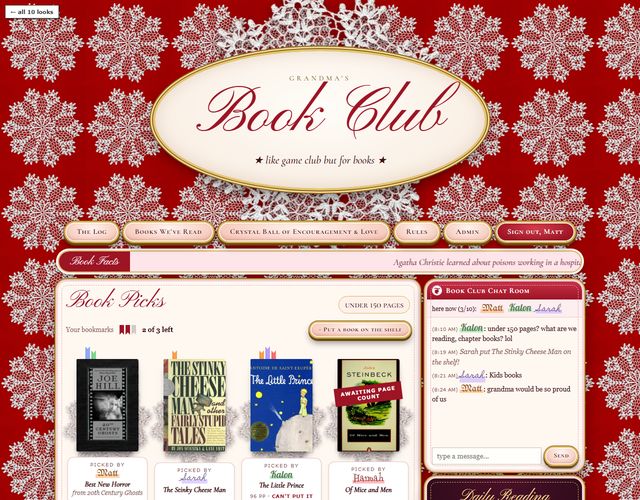 ← all 10 looks
GRANDMA'S
Book Club
★ like game club but for books ★
THE LOG
BOOKS WE'VE READ
CRYSTAL BALL OF ENCOURAGEMENT & LOVE
RULES
ADMIN
SIGN OUT, MATT
Book Facts
Agatha Christie learned about poisons working in a hospita
Book Picks
UNDER 150 PAGES
Your bookmarks
2 of 3 left
+ PUT A BOOK ON THE SHELF
JOE
HILL
20TH
CENTURY
GHOSTS
THE STINKY
CHEESE
MAN
and
other
FAIRLY STUPID
TALES
BY JON SCIESZKA & LANE SMITH
ANTOINE DE SAINT-EXUPÉRY
The Little Prince
STEINBECK
AWAITING PAGE
COUNT
Of Mice and Men
PICKED BY
Matt
Best New Horror
from 20th Century Ghosts
PICKED BY
Sarah
The Stinky Cheese Man
PICKED BY
Kalon
The Little Prince
96 PP · CAN'T PUT IT
PICKED BY
Hannah
Of Mice and Men
BOOK CLUB CHAT ROOM
here now (3/10): Matt Kalon Sarah
(8:10 AM) Kalon: under 150 pages? what are we
reading, chapter books? lol
(8:19 AM) Sarah put The Stinky Cheese Man on
the shelf!
(8:21 AM) Sarah: Kids books
(8:24 AM) Matt: grandma would be so proud
of us
type a message...
SEND
Daily Reading